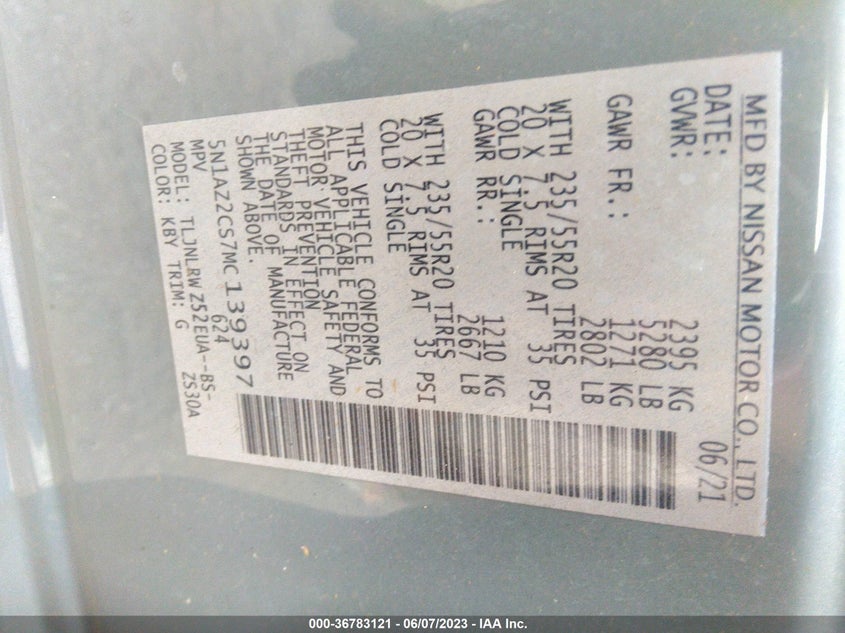 MFD BY NISSAN MOTOR CO., LTD.
DATE: 06/21
GVWR: 2395 KG
5280 LB
GAWR FR.: 1271 KG
2802 LB
WITH 235/55R20 TIRES
20 X 7.5 RIMS AT 35 PSI
COLD SINGLE
GAWR RR.: 1210 KG
2667 LB
WITH 235/55R20 TIRES
20 X 7.5 RIMS AT 35 PSI
COLD SINGLE
THIS VEHICLE CONFORMS TO
ALL APPLICABLE FEDERAL
MOTOR VEHICLE SAFETY AND
THEFT PREVENTION
STANDARDS IN EFFECT ON
THE DATE OF MANUFACTURE
SHOWN ABOVE.
5N1AZ2CS7MC139397
MPV 624
MODEL: TLJNLRW Z52EUA--BS-
COLOR: KBY TRIM: G ZS30A
000-36783121 - 06/07/2023 - IAA Inc.